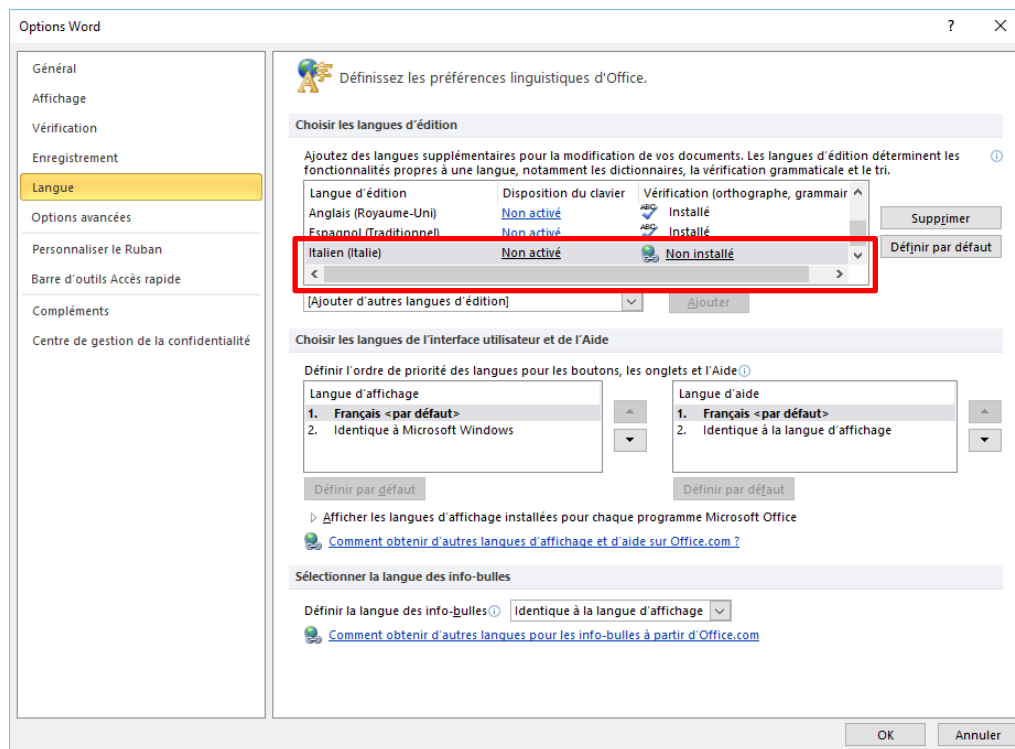 Options Word
?
Général
Affichage
Vérification
Enregistrement
Langue
Options avancées
Personnaliser le Ruban
Barre d'outils Accès rapide
Compléments
Centre de gestion de la confidentialité
Définissez les préférences linguistiques d'Office.
Choisir les langues d'édition
Ajoutez des langues supplémentaires pour la modification de vos documents. Les langues d'édition déterminent les
fonctionnalités propres à une langue, notamment les dictionnaires, la vérification grammaticale et le tri.
Langue d'édition Disposition du clavier Vérification (orthographe, grammair
Anglais (Royaume-Uni) Non activé Installé
Espagnol (Traditionnel) Non activé Installé
Italien (Italie) Non activé Non installé
Supprimer
Définir par défaut
[Ajouter d'autres langues d'édition] Ajouter
Choisir les langues de l'interface utilisateur et de l'Aide
Définir l'ordre de priorité des langues pour les boutons, les onglets et l'Aide
Langue d'affichage
1. Français <par défaut>
2. Identique à Microsoft Windows
Définir par défaut
Langue d'aide
1. Français <par défaut>
2. Identique à la langue d'affichage
Définir par défaut
Afficher les langues d'affichage installées pour chaque programme Microsoft Office
Comment obtenir d'autres langues d'affichage et d'aide sur Office.com ?
Sélectionner la langue des info-bulles
Définir la langue des info-bulles Identique à la langue d'affichage
Comment obtenir d'autres langues pour les info-bulles à partir d'Office.com
OK Annuler